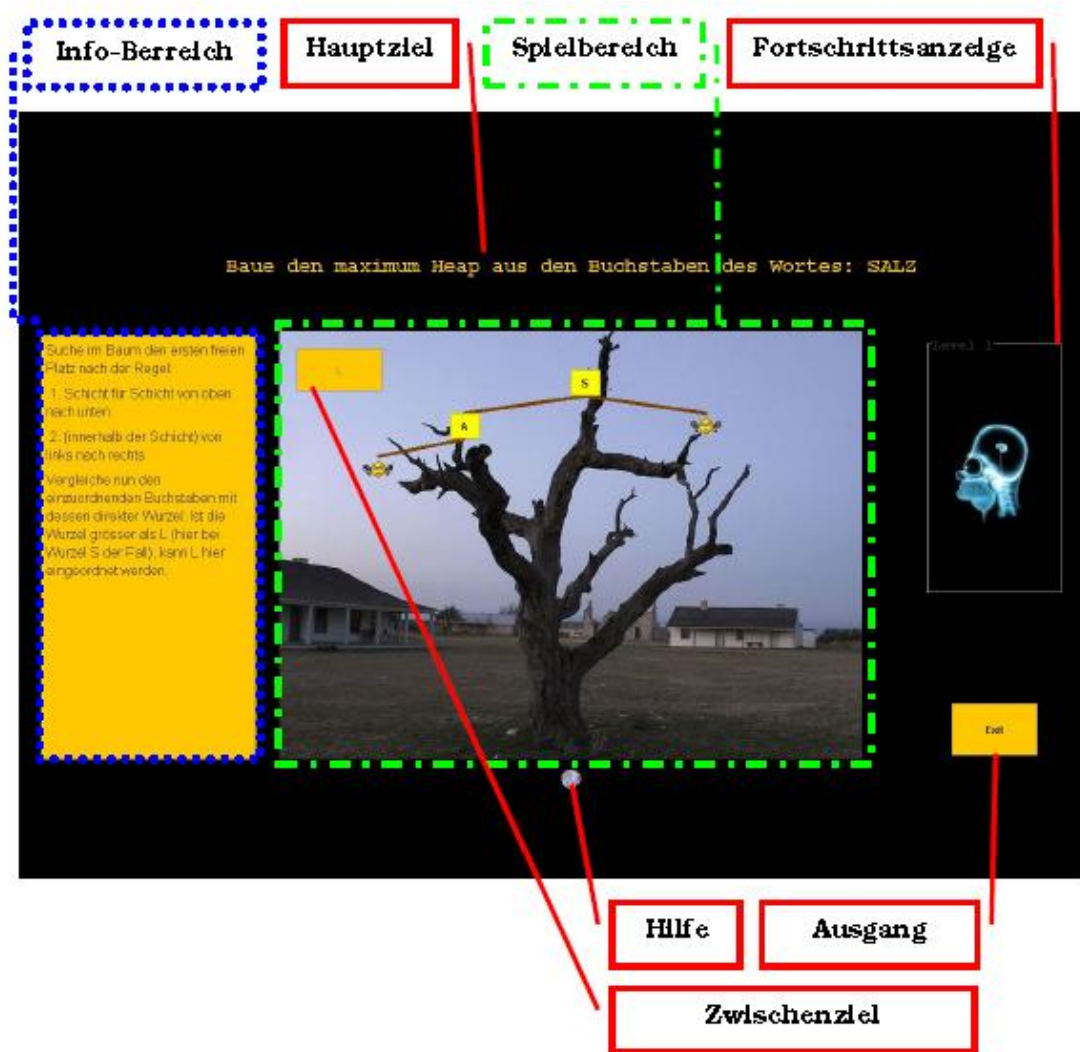 Info-Berreich
Hauptziel
Spielbereich
Fortschrittsanzeige
Baue den maximum Heap aus den Buchstaben des Wortes: SALZ
Suche im Baum den ersten freien
Platz nach der Regel:
1. Schicht für Schicht von oben
nach unten
2. (innerhalb der Schicht) von
links nach rechts
Vergleiche nun den
einzuordnenden Buchstaben mit
dessen direkter Wurzel. Ist die
Wurzel grösser als L (hier bei
Wurzel S der Fall), kann L hier
eingeordnet werden.
S
A
Level 1
Exit
Hilfe
Ausgang
Zwischenziel